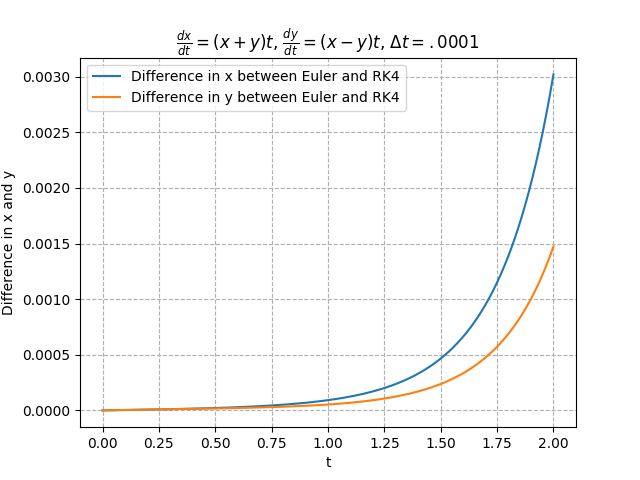 dx/dt = (x + y)t, dy/dt = (x − y)t, Δt = .0001
Difference in x between Euler and RK4
Difference in y between Euler and RK4
Difference in x and y
0.0030
0.0025
0.0020
0.0015
0.0010
0.0005
0.0000
0.00 0.25 0.50 0.75 1.00 1.25 1.50 1.75 2.00
t